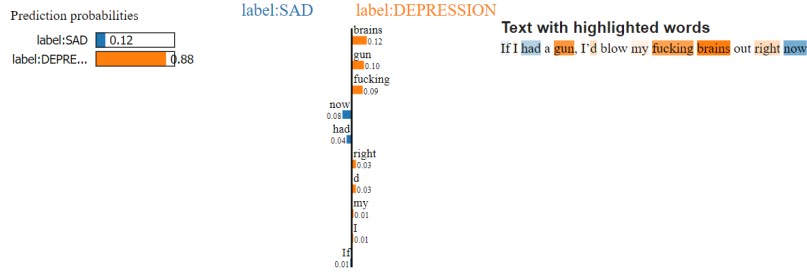 Prediction probabilities
label:SAD 0.12
label:DEPRE... 0.88
label:SAD label:DEPRESSION
brains
0.12
gun
0.10
fucking
0.09
now
0.08
had
0.04
right
0.03
d
0.03
my
0.01
I
0.01
If
0.01
Text with highlighted words
If I had a gun, I'd blow my fucking brains out right now